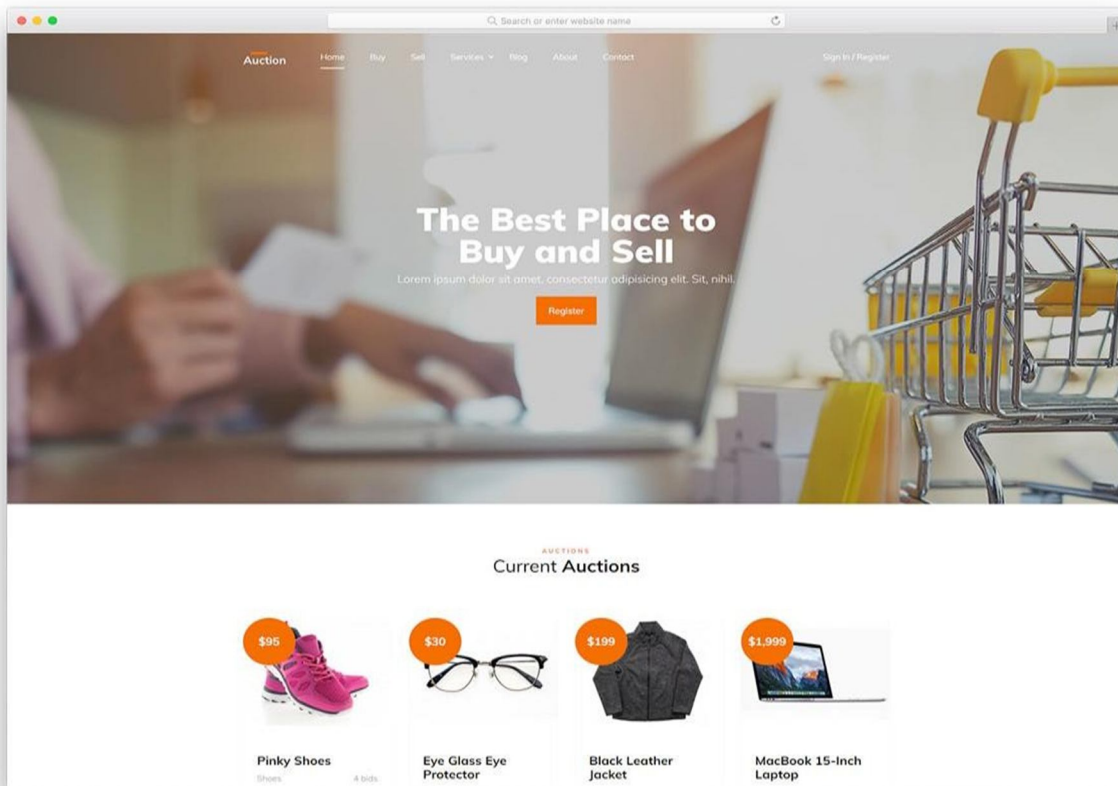 Search or enter website name
Auction Home Buy Sell Services Blog About Contact Sign In / Register
The Best Place to
Buy and Sell
Lorem ipsum dolor sit amet, consectetur adipisicing elit. Sit, nihil.
Register
AUCTIONS
Current Auctions
$95 $30 $199 $1,999
Pinky Shoes Eye Glass Eye Black Leather MacBook 15-Inch
Protector Jacket Laptop
Shoes 4 bids